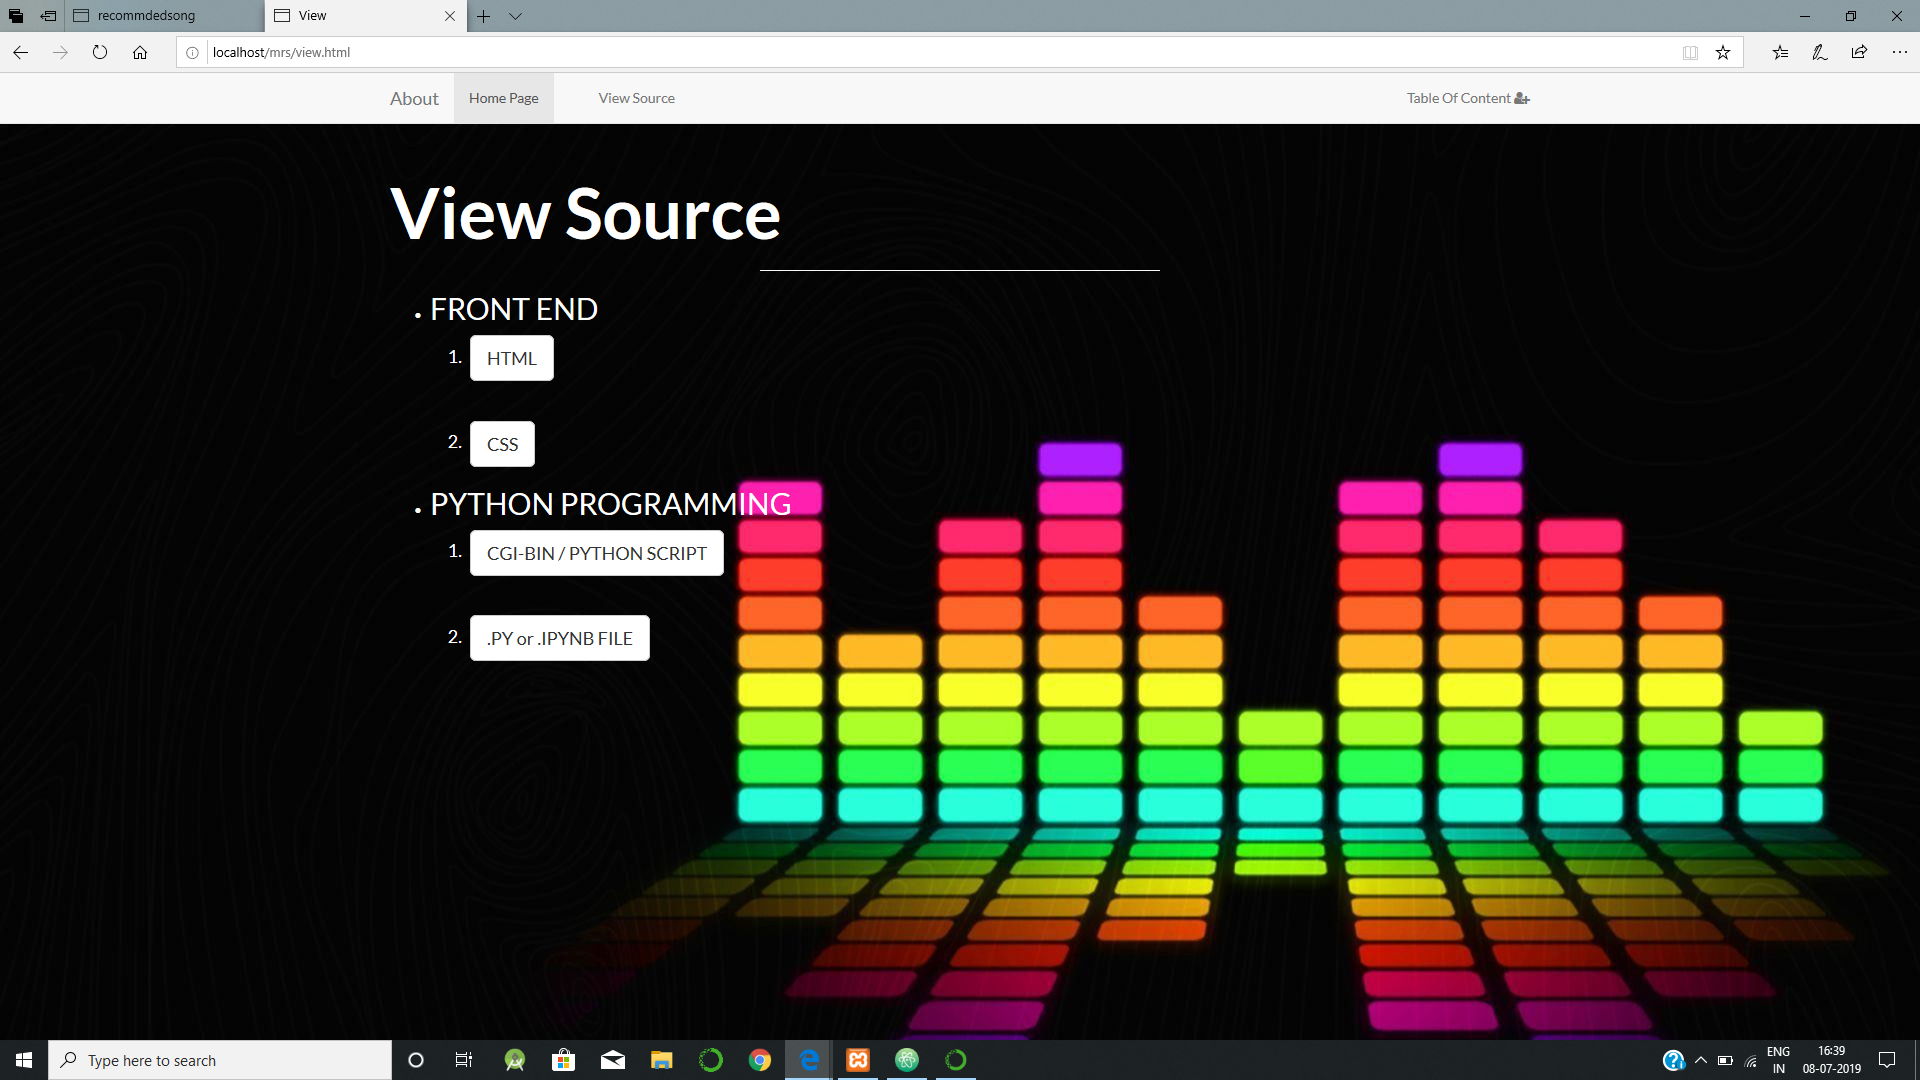 recommdedsong
View
localhost/mrs/view.html
About Home Page View Source Table Of Content
View Source
• FRONT END
1. HTML
2. CSS
• PYTHON PROGRAMMING
1. CGI-BIN / PYTHON SCRIPT
2. .PY or .IPYNB FILE
Type here to search
ENG
IN
16:39
08-07-2019